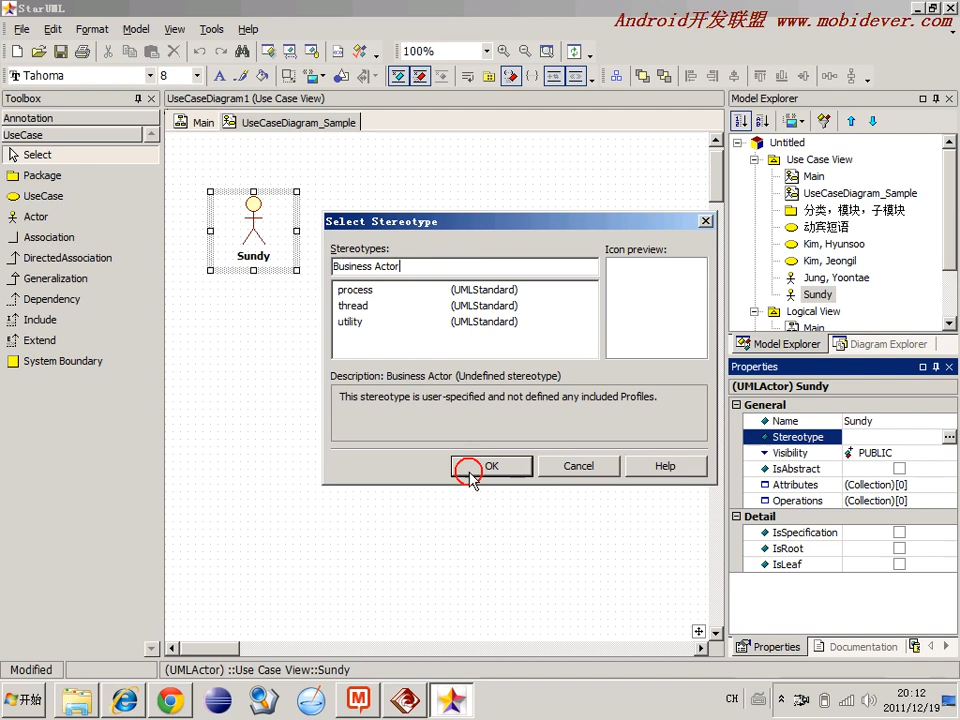 StarUML
Android开发联盟 www.mobidever.com
File Edit Format Model View Tools Help
100%
Tahoma 8
Toolbox
Annotation
UseCase
Select
Package
UseCase
Actor
Association
DirectedAssociation
Generalization
Dependency
Include
Extend
System Boundary
UseCaseDiagram1 (Use Case View)
Main UseCaseDiagram_Sample
Sundy
Select Stereotype
Stereotypes:
Business Actor
process (UMLStandard)
thread (UMLStandard)
utility (UMLStandard)
Icon preview:
Description: Business Actor (Undefined stereotype)
This stereotype is user-specified and not defined any included Profiles.
OK Cancel Help
Model Explorer
Untitled
Use Case View
Main
UseCaseDiagram_Sample
分类，模块，子模块
动宾短语
Kim, Hyunsoo
Kim, Jeongil
Jung, Yoontae
Sundy
Logical View
Main
Model Explorer Diagram Explorer
Properties
(UMLActor) Sundy
General
Name Sundy
Stereotype
Visibility PUBLIC
IsAbstract
Attributes (Collection)[0]
Operations (Collection)[0]
Detail
IsSpecification
IsRoot
IsLeaf
Properties Documentation
Modified (UMLActor) ::Use Case View::Sundy
开始
CH
20:12
2011/12/19